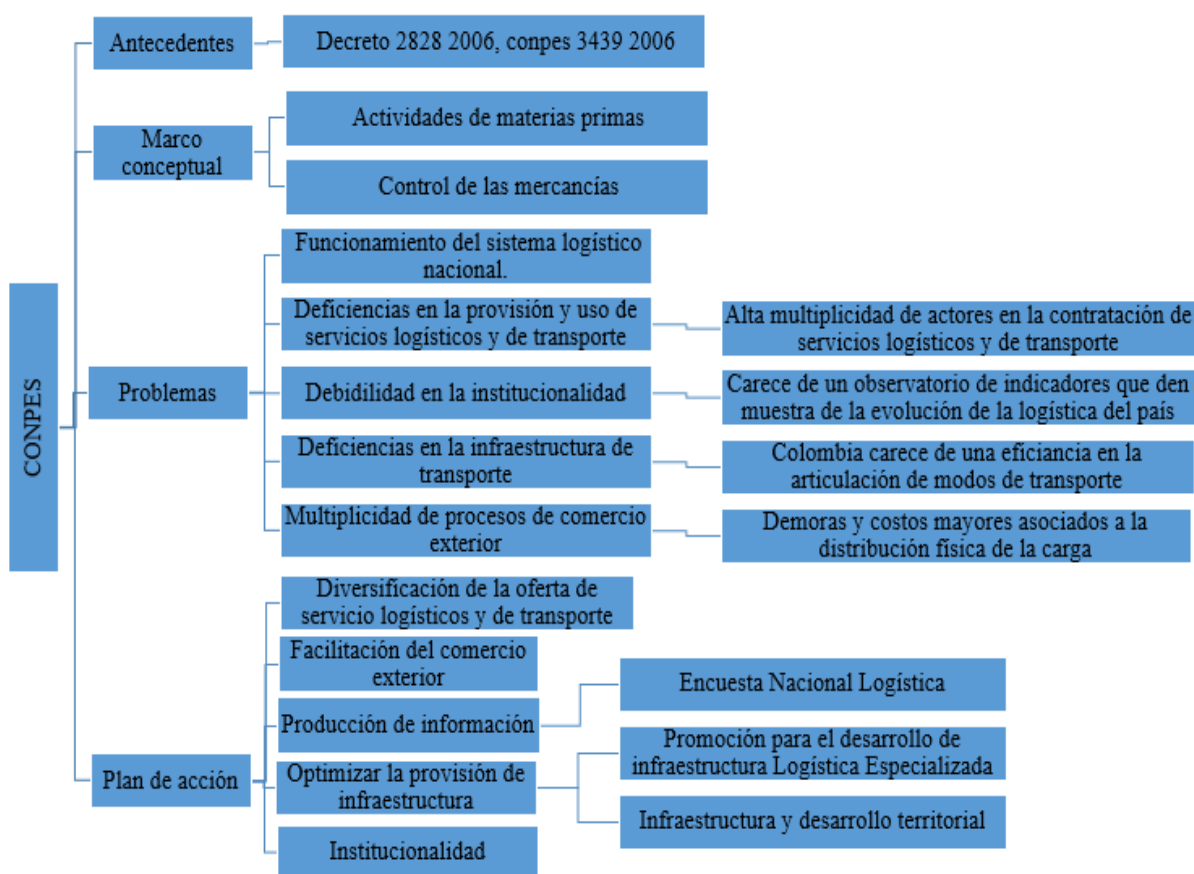 CONPES
Antecedentes
Decreto 2828 2006, conpes 3439 2006
Marco
conceptual
Actividades de materias primas
Control de las mercancías
Problemas
Funcionamiento del sistema logístico
nacional.
Deficiencias en la provisión y uso de
servicios logísticos y de transporte
Alta multiplicidad de actores en la contratación de
servicios logísticos y de transporte
Debidilidad en la institucionalidad
Carece de un observatorio de indicadores que den
muestra de la evolución de la logística del país
Deficiencias en la infraestructura de
transporte
Colombia carece de una eficiancia en la
articulación de modos de transporte
Multiplicidad de procesos de comercio
exterior
Demoras y costos mayores asociados a la
distribución física de la carga
Plan de acción
Diversificación de la oferta de
servicio logísticos y de transporte
Facilitación del comercio
exterior
Producción de información
Encuesta Nacional Logística
Optimizar la provisión de
infraestructura
Promoción para el desarrollo de
infraestructura Logística Especializada
Infraestructura y desarrollo territorial
Institucionalidad